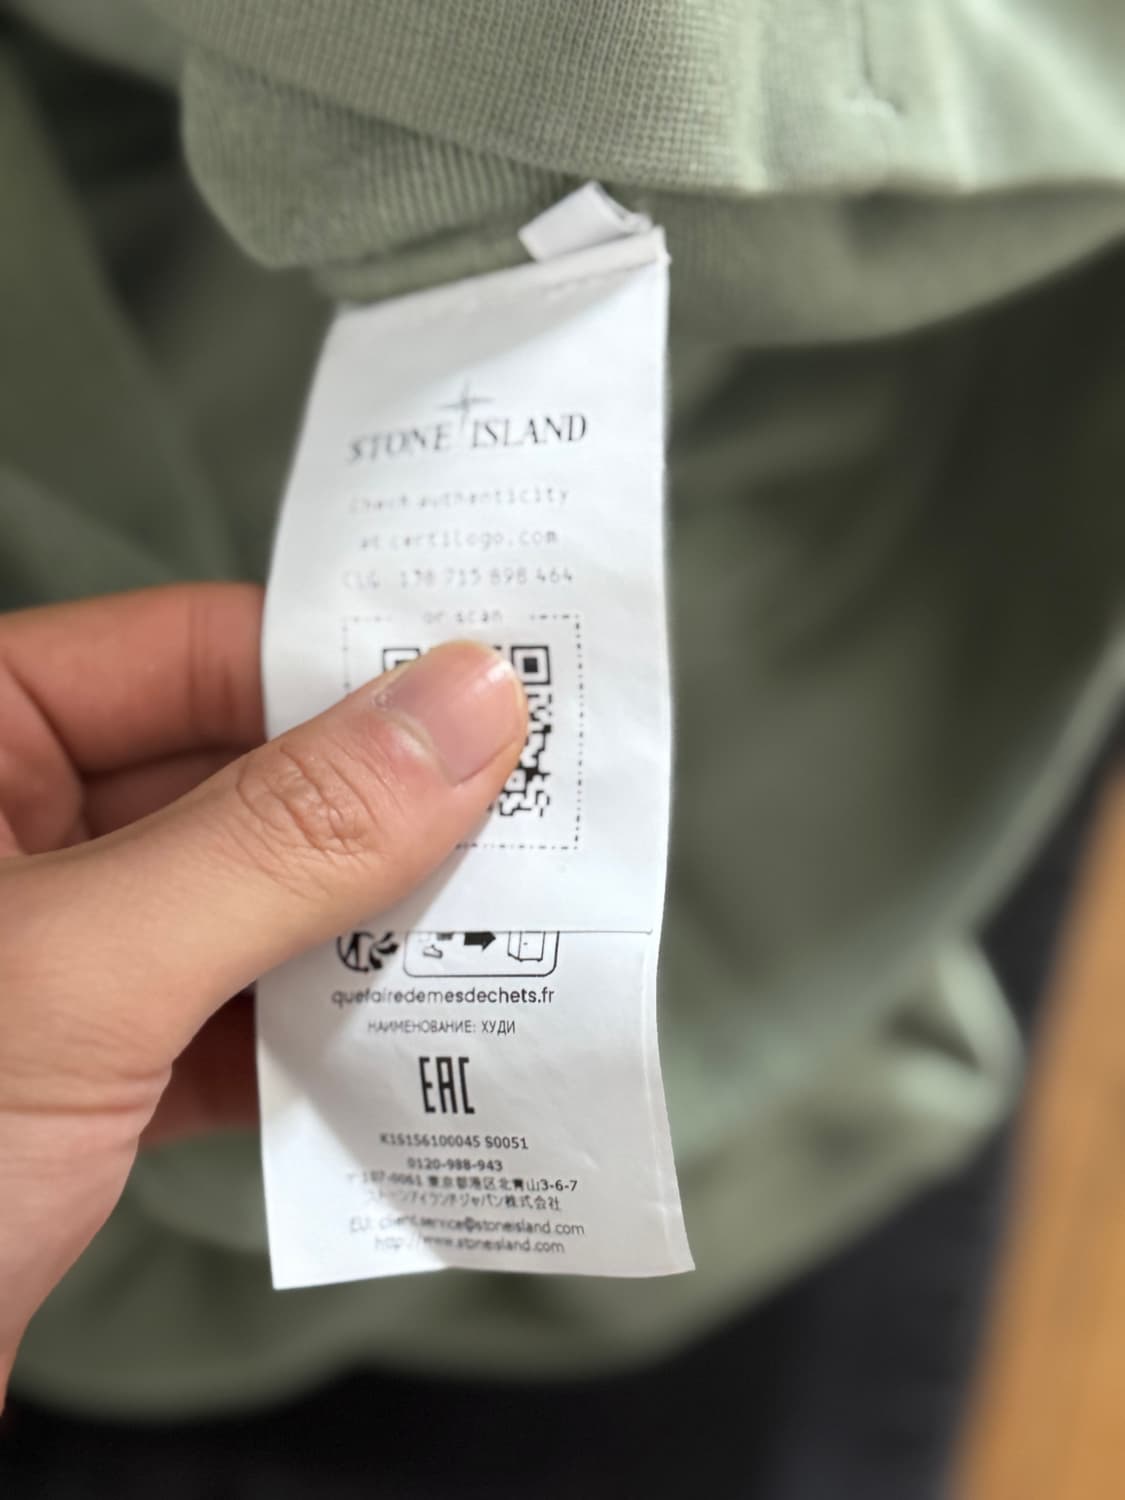 STONE ISLAND
Check authenticity
at certilogo.com
CLG 178 715 898 464
or scan
quefairedemesdechets.fr
НАИМЕНОВАНИЕ: ХУДИ
EAC
K1S156100045 S0051
0120-988-943
〒107-0061 東京都港区北青山3-6-7
ストーンアイランドジャパン株式会社
EU: client.service@stoneisland.com
http://www.stoneisland.com